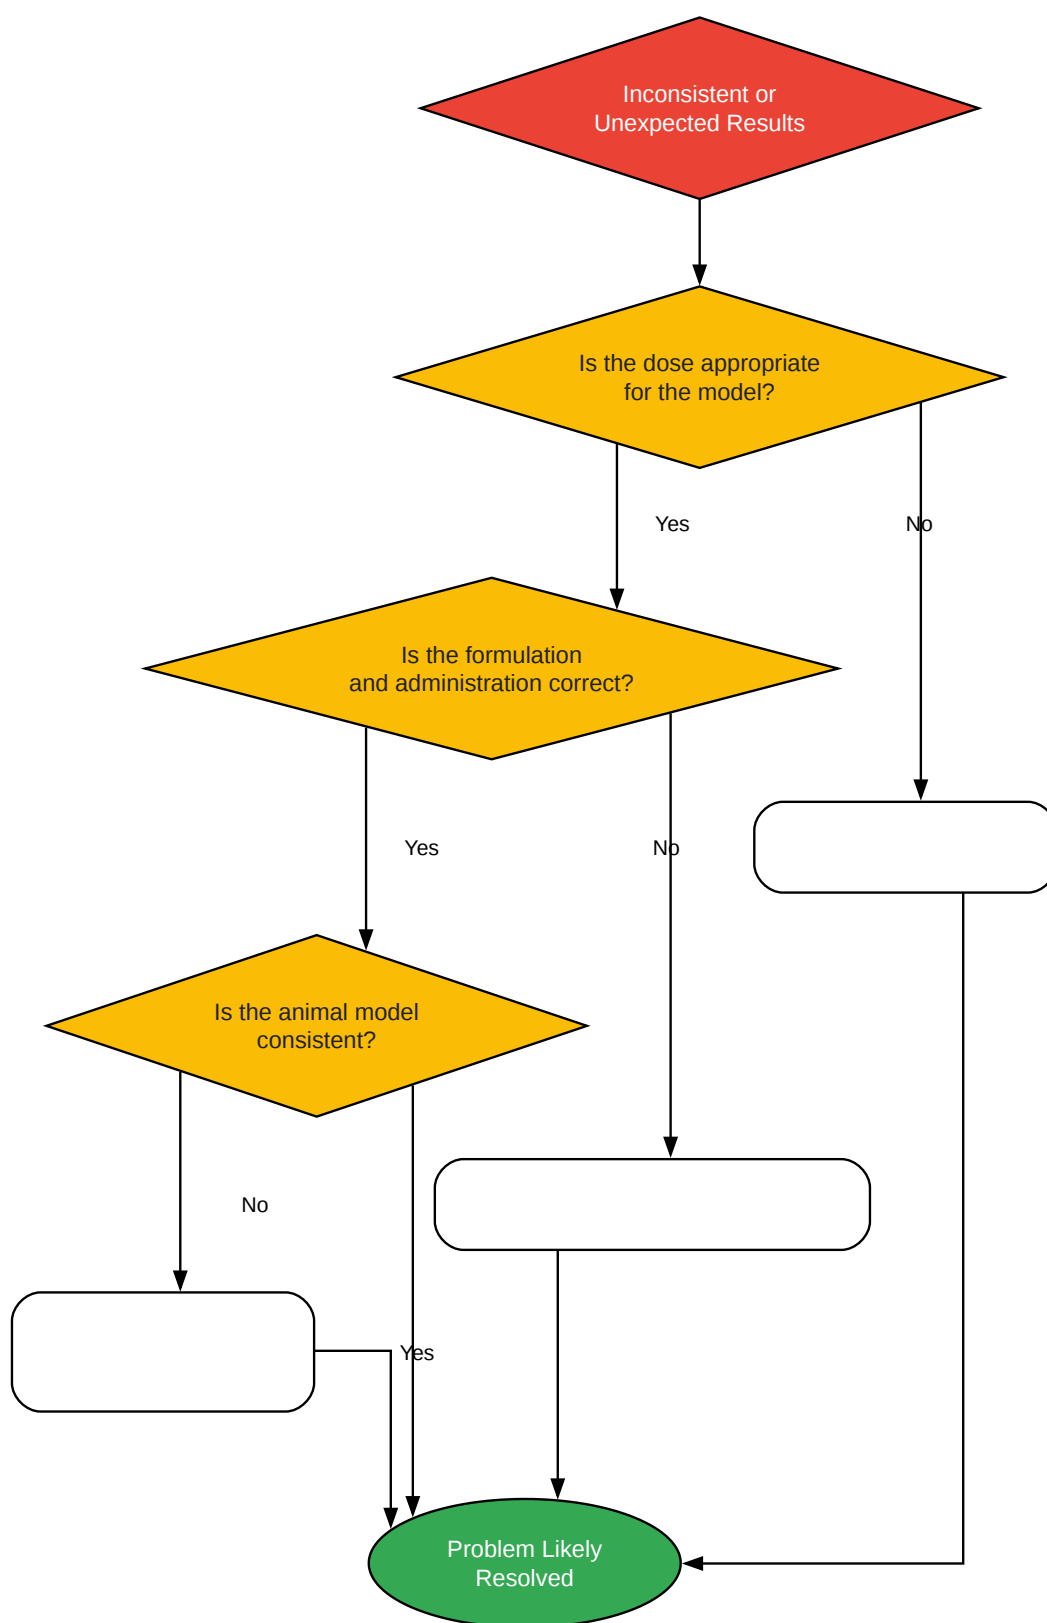 Inconsistent or
Unexpected Results
Is the dose appropriate
for the model?
Yes
No
Is the formulation
and administration correct?
Yes
No
Is the animal model
consistent?
No
Yes
Problem Likely
Resolved